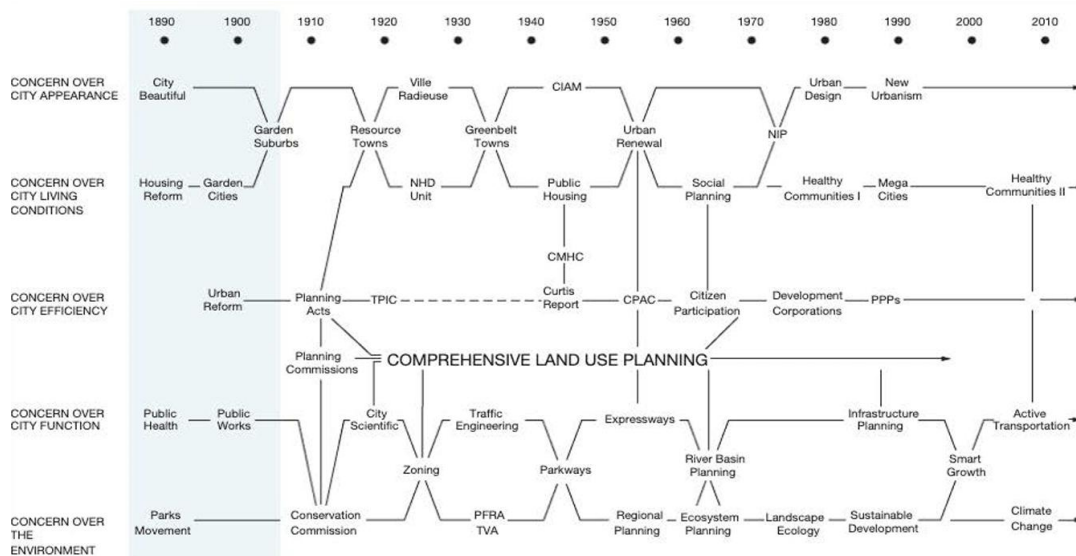 1890 1900 1910 1920 1930 1940 1950 1960 1970 1980 1990 2000 2010
CONCERN OVER
CITY APPEARANCE
City
Beautiful
Ville
Radieuse
CIAM
Urban
Design
New
Urbanism
Garden
Suburbs
Resource
Towns
Greenbelt
Towns
Urban
Renewal
NIP
CONCERN OVER
CITY LIVING
CONDITIONS
Housing
Reform
Garden
Cities
NHD
Unit
Public
Housing
Social
Planning
Healthy
Communities I
Mega
Cities
Healthy
Communities II
CMHC
CONCERN OVER
CITY EFFICIENCY
Urban
Reform
Planning
Acts
TPIC
Curtis
Report
CPAC
Citizen
Participation
Development
Corporations
PPPs
Planning
Commissions
COMPREHENSIVE LAND USE PLANNING
CONCERN OVER
CITY FUNCTION
Public
Health
Public
Works
City
Scientific
Traffic
Engineering
Expressways
Infrastructure
Planning
Active
Transportation
Zoning
Parkways
River Basin
Planning
Smart
Growth
CONCERN OVER
THE
ENVIRONMENT
Parks
Movement
Conservation
Commission
PFRA
TVA
Regional
Planning
Ecosystem
Planning
Landscape
Ecology
Sustainable
Development
Climate
Change